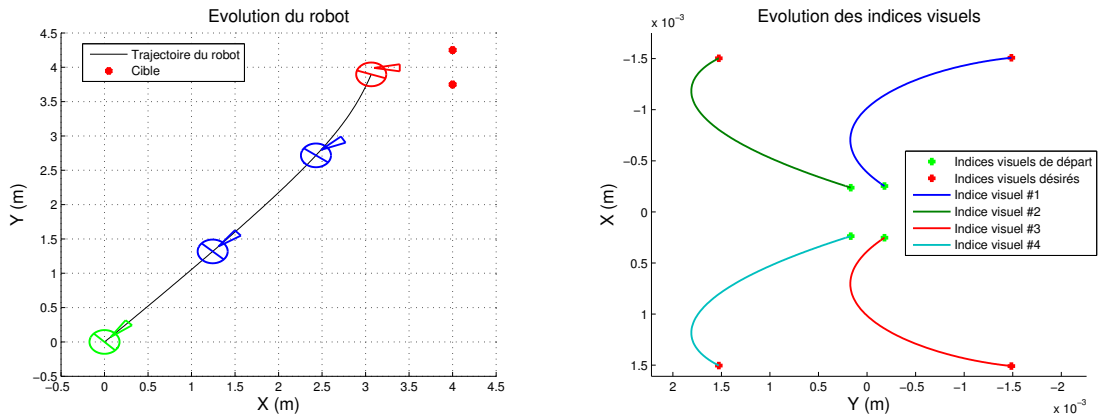 Evolution du robot
4.5
4
3.5
3
2.5
2
1.5
1
0.5
0
−0.5
Y (m)
Trajectoire du robot
Cible
−0.5 0 0.5 1 1.5 2 2.5 3 3.5 4 4.5
X (m)
Evolution des indices visuels
x 10⁻³
−1.5
−1
−0.5
0
0.5
1
1.5
X (m)
Indices visuels de départ
Indices visuels désirés
Indice visuel #1
Indice visuel #2
Indice visuel #3
Indice visuel #4
2 1.5 1 0.5 0 −0.5 −1 −1.5 −2
Y (m)
x 10⁻³